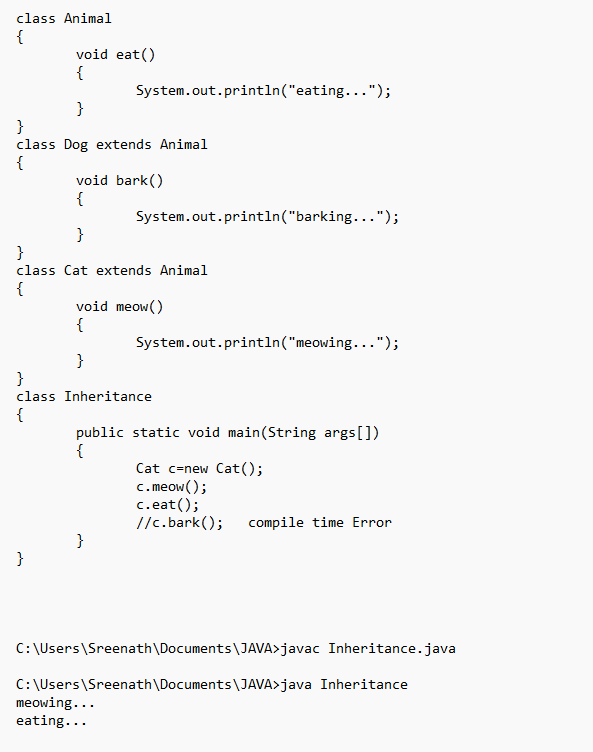 class Animal
{
        void eat()
        {
                System.out.println("eating...");
        }
}
class Dog extends Animal
{
        void bark()
        {
                System.out.println("barking...");
        }
}
class Cat extends Animal
{
        void meow()
        {
                System.out.println("meowing...");
        }
}
class Inheritance
{
        public static void main(String args[])
        {
                Cat c=new Cat();
                c.meow();
                c.eat();
                //c.bark();   compile time Error
        }
}
C:\Users\Sreenath\Documents\JAVA>javac Inheritance.java
C:\Users\Sreenath\Documents\JAVA>java Inheritance
meowing...
eating...